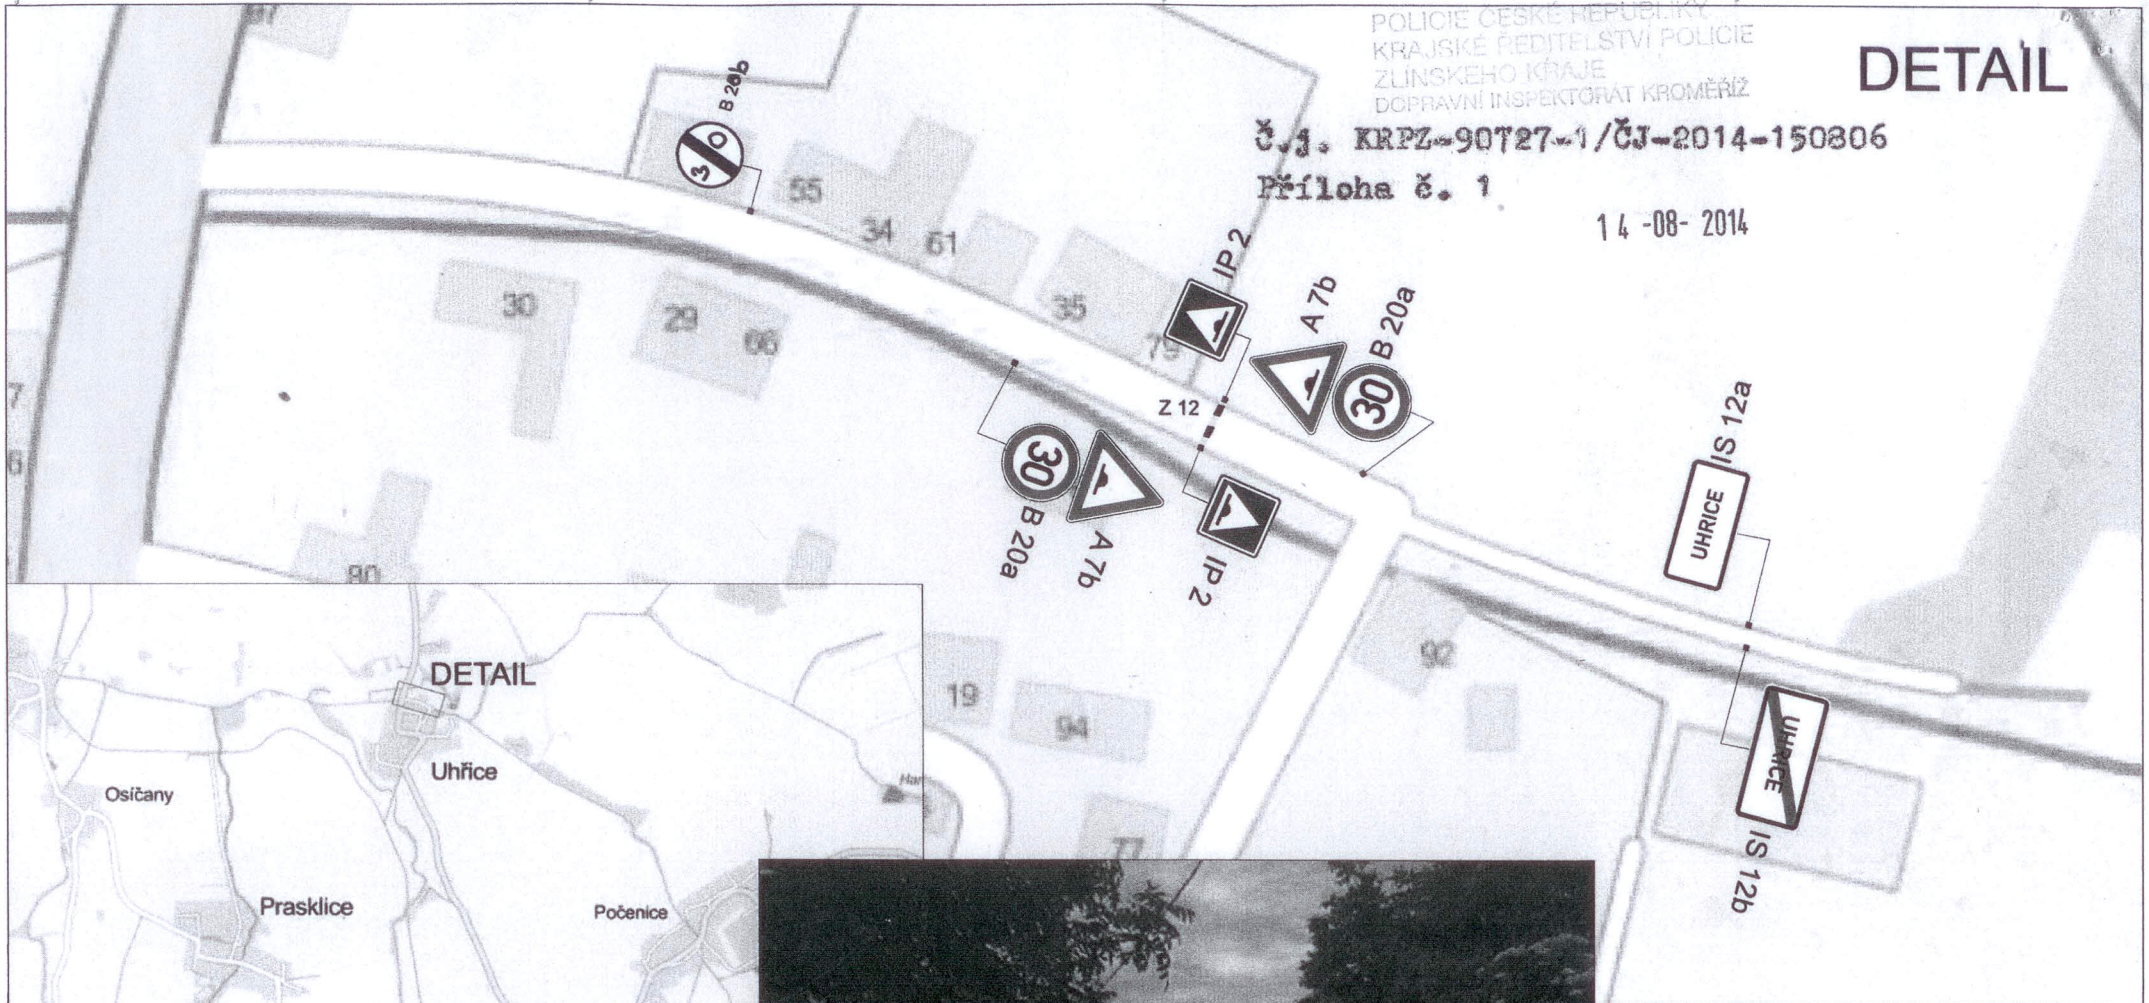 POLICIE ČESKÉ REPUBLIKY
KRAJSKÉ ŘEDITELSTVÍ POLICIE
ZLÍNSKÉHO KRAJE
DOPRAVNÍ INSPEKTORÁT KROMĚŘÍŽ
DETAIL
Č.j. KRPZ-90727-1/ČJ-2014-150806
Příloha č. 1
14 -08- 2014
B 20b
30
55
34
61
30
29
66
35
79
IP 2
A 7b
B 20a
30
Z 12
30
B 20a
A 7b
IP 2
IS 12a
UHŘICE
UHŘICE
IS 12b
7
6
80
92
19
94
77
DETAIL
Uhřice
Osíčany
Prasklice
Počenice